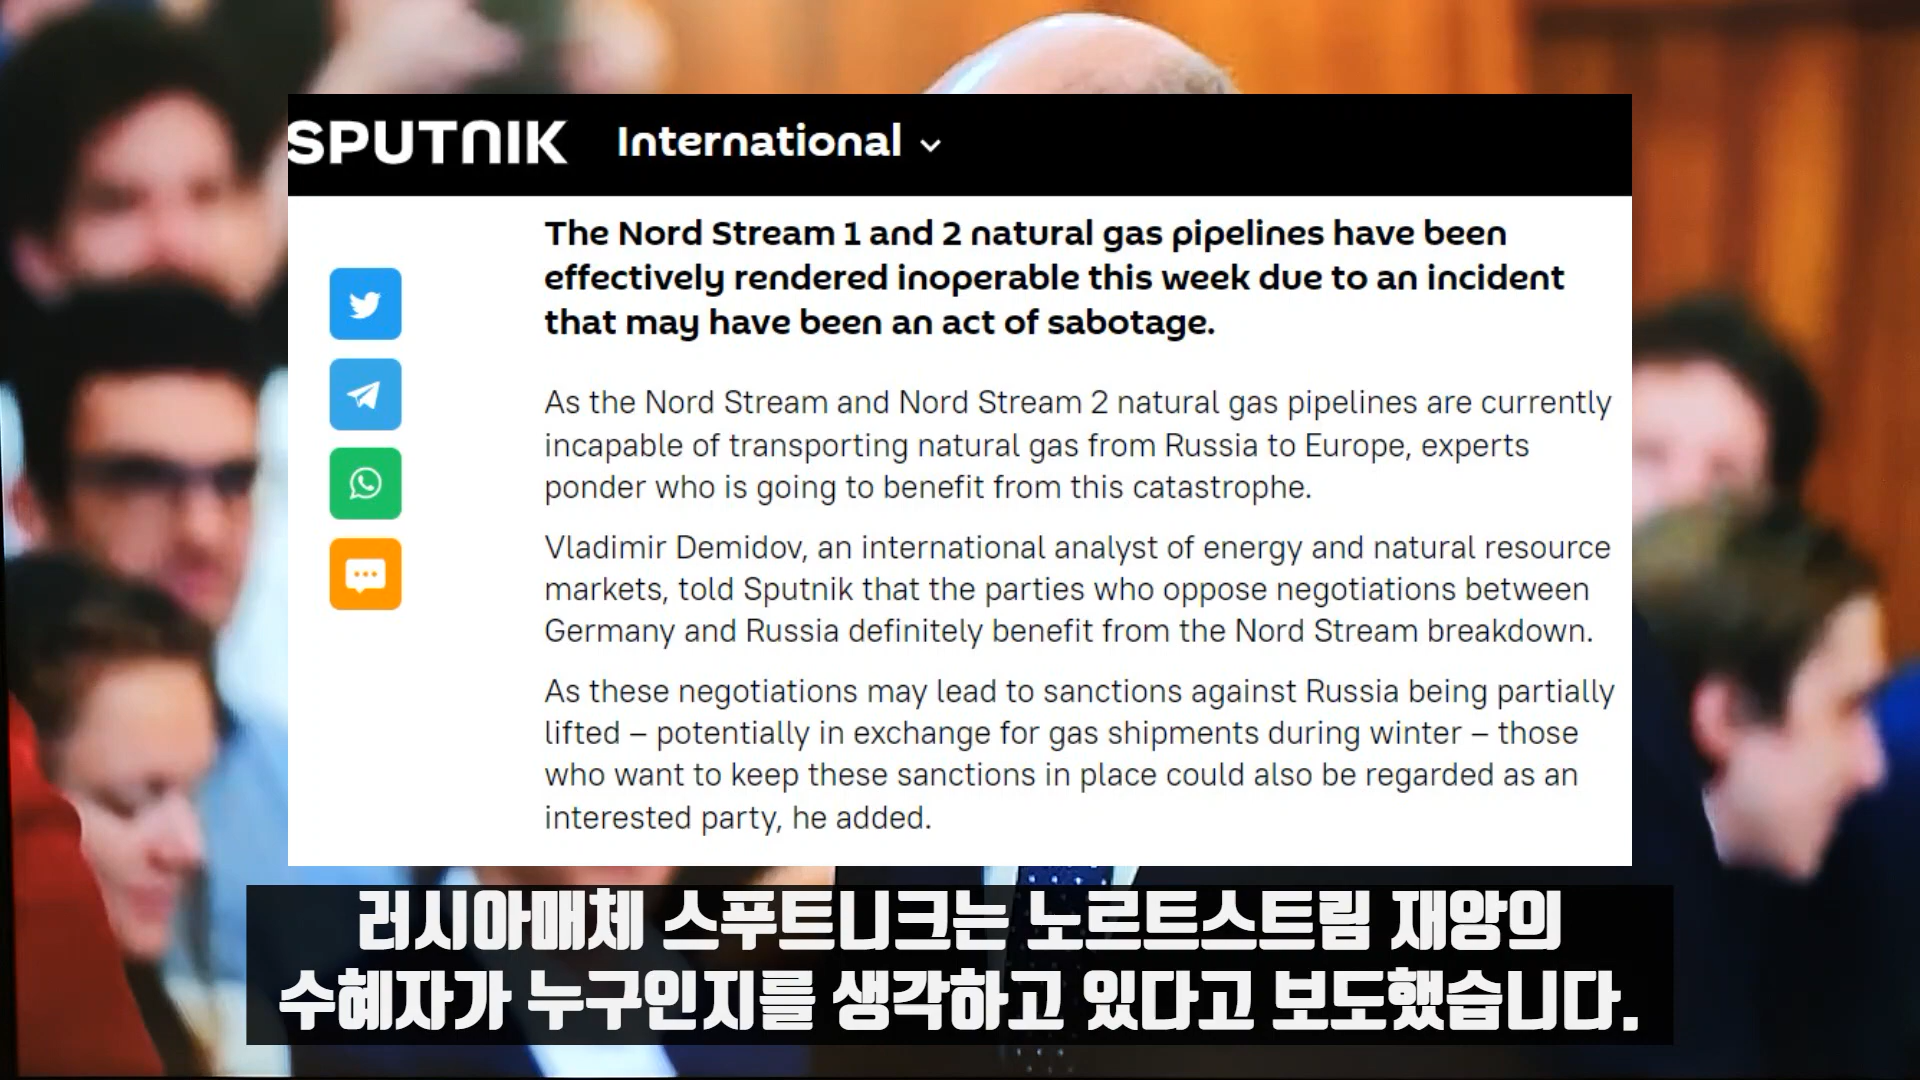 SPUTNIK International
The Nord Stream 1 and 2 natural gas pipelines have been
effectively rendered inoperable this week due to an incident
that may have been an act of sabotage.
As the Nord Stream and Nord Stream 2 natural gas pipelines are currently
incapable of transporting natural gas from Russia to Europe, experts
ponder who is going to benefit from this catastrophe.
Vladimir Demidov, an international analyst of energy and natural resource
markets, told Sputnik that the parties who oppose negotiations between
Germany and Russia definitely benefit from the Nord Stream breakdown.
As these negotiations may lead to sanctions against Russia being partially
lifted – potentially in exchange for gas shipments during winter – those
who want to keep these sanctions in place could also be regarded as an
interested party, he added.
러시아매체 스푸트니크는 노르트스트림 재앙의
수혜자가 누구인지를 생각하고 있다고 보도했습니다.